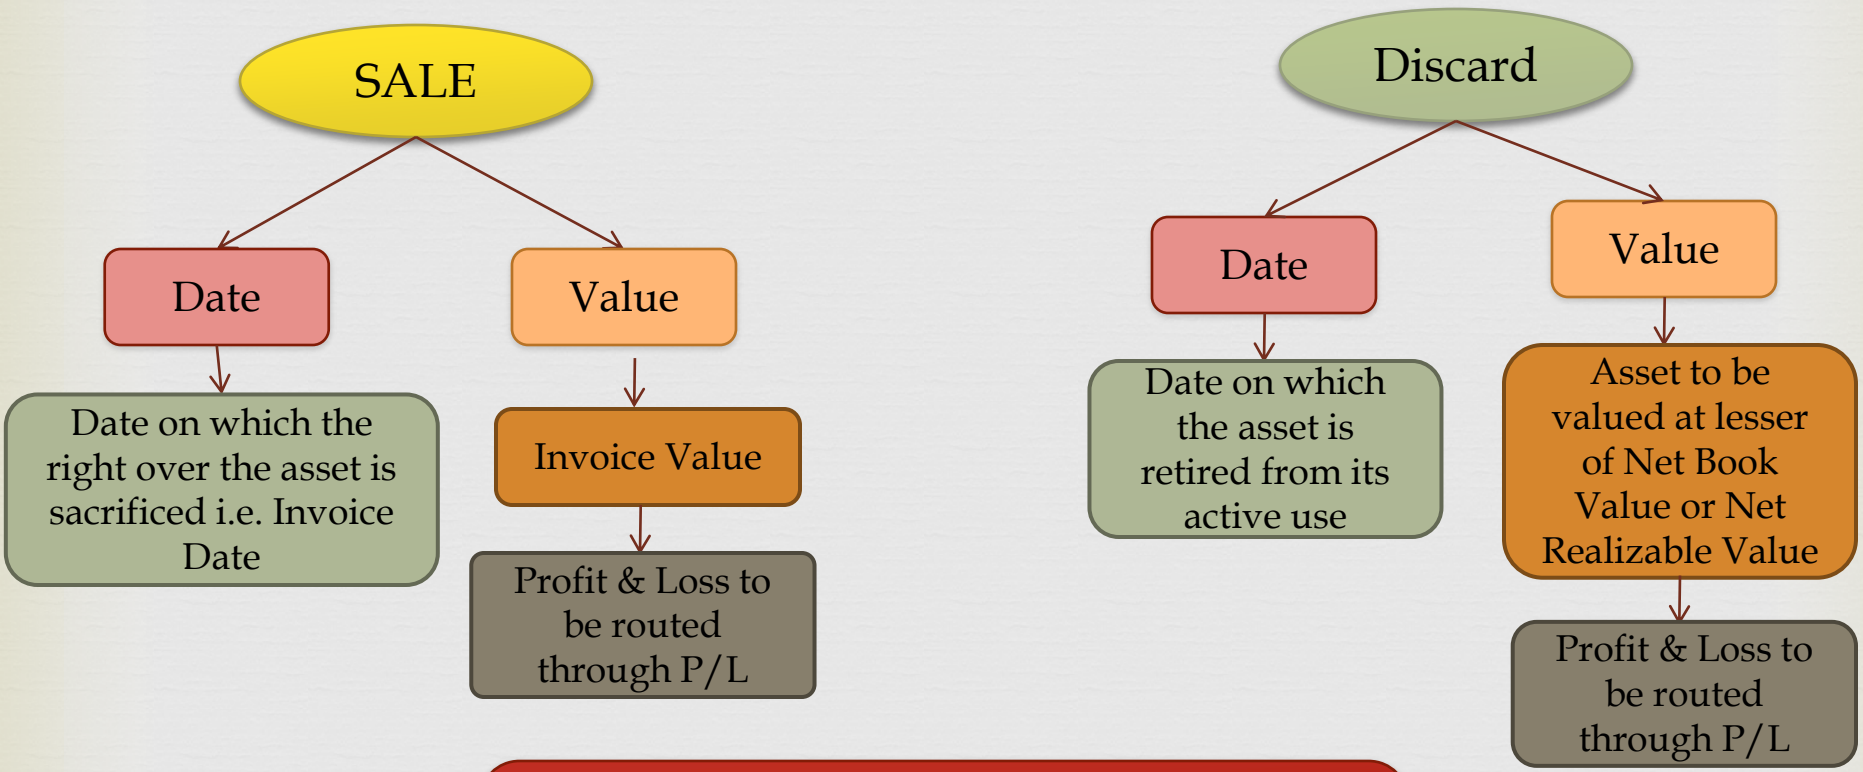 SALE
Date
Value
Date on which the
right over the asset is
sacrificed i.e. Invoice
Date
Invoice Value
Profit & Loss to
be routed
through P/L
Discard
Date
Value
Date on which
the asset is
retired from its
active use
Asset to be
valued at lesser
of Net Book
Value or Net
Realizable Value
Profit & Loss to
be routed
through P/L